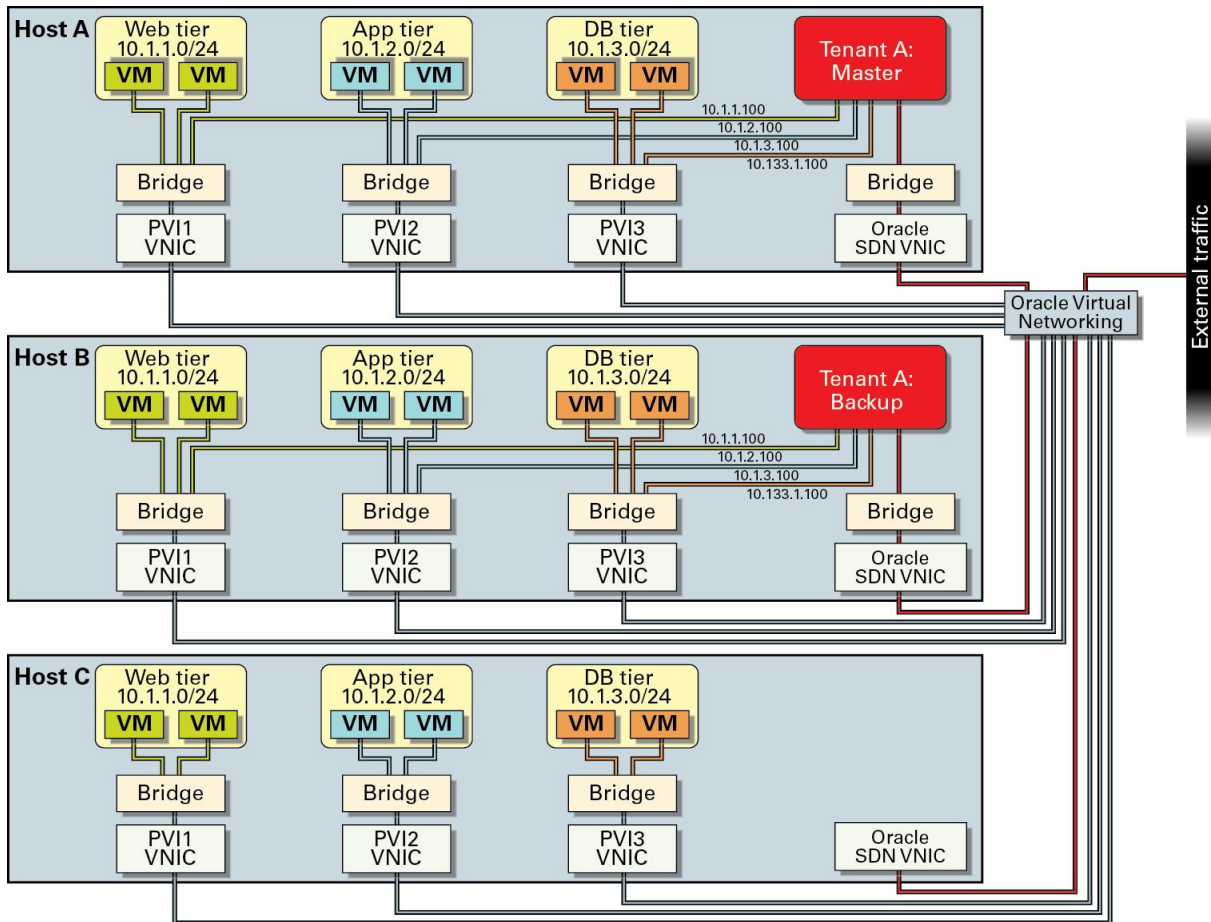 Host A
Web tier
10.1.1.0/24
VM VM
App tier
10.1.2.0/24
VM VM
DB tier
10.1.3.0/24
VM VM
Tenant A:
Master
10.1.1.100
10.1.2.100
10.1.3.100
10.133.1.100
Bridge
Bridge
Bridge
Bridge
PVI1
VNIC
PVI2
VNIC
PVI3
VNIC
Oracle
SDN VNIC
External traffic
Oracle Virtual
Networking
Host B
Web tier
10.1.1.0/24
VM VM
App tier
10.1.2.0/24
VM VM
DB tier
10.1.3.0/24
VM VM
Tenant A:
Backup
10.1.1.100
10.1.2.100
10.1.3.100
10.133.1.100
Bridge
Bridge
Bridge
Bridge
PVI1
VNIC
PVI2
VNIC
PVI3
VNIC
Oracle
SDN VNIC
Host C
Web tier
10.1.1.0/24
VM VM
App tier
10.1.2.0/24
VM VM
DB tier
10.1.3.0/24
VM VM
Bridge
Bridge
Bridge
PVI1
VNIC
PVI2
VNIC
PVI3
VNIC
Oracle
SDN VNIC